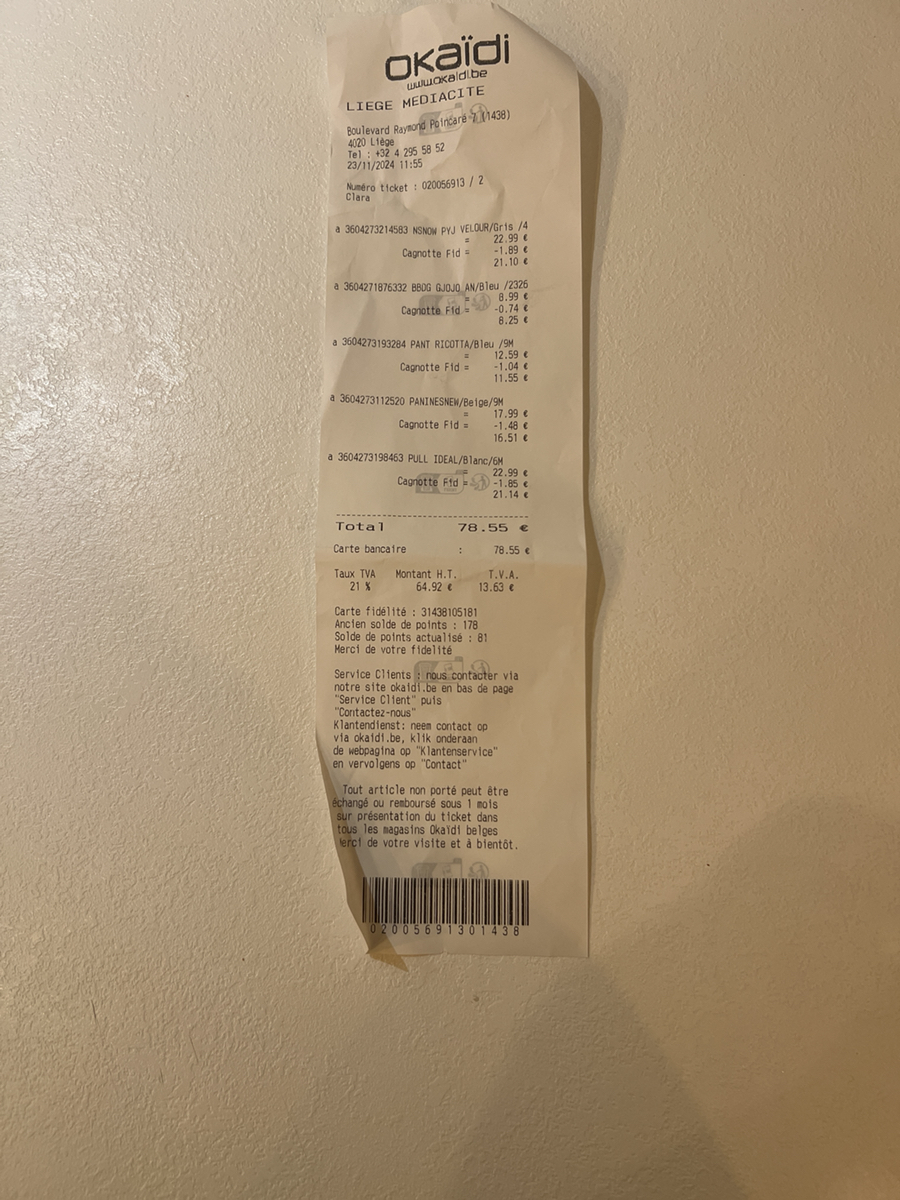 okaïdi
www.okaidi.be
LIEGE MEDIACITE
Boulevard Raymond Poincaré 7 (1438)
4020 Liège
Tel : +32 4 295 58 52
23/11/2024 11:55
Numéro ticket : 020056913 / 2
Clara
a 3604273214583 NSNOW PYJ VELOUR/Gris /4
= 22.99 €
Cagnotte Fid = -1.89 €
21.10 €
a 3604271876332 BBDG GJOJO AN/Bleu /2326
= 8.99 €
Cagnotte Fid = -0.74 €
8.25 €
a 3604273193284 PANT RICOTTA/Bleu /9M
= 12.59 €
Cagnotte Fid = -1.04 €
11.55 €
a 3604273112520 PANINESNEW/Beige/9M
= 17.99 €
Cagnotte Fid = -1.48 €
16.51 €
a 3604273198463 PULL IDEAL/Blanc/6M
= 22.99 €
Cagnotte Fid = -1.85 €
21.14 €
Total 78.55 €
Carte bancaire : 78.55 €
Taux TVA Montant H.T. T.V.A.
21 % 64.92 € 13.63 €
Carte fidélité : 31438105181
Ancien solde de points : 178
Solde de points actualisé : 81
Merci de votre fidelité
Service Clients : nous contacter via
notre site okaidi.be en bas de page
"Service Client" puis
"Contactez-nous"
Klantendienst: neem contact op
via okaidi.be, klik onderaan
de webpagina op "Klantenservice"
en vervolgens op "Contact"
Tout article non porté peut être
échangé ou remboursé sous 1 mois
sur présentation du ticket dans
tous les magasins Okaïdi belges
erci de votre visite et à bientôt.
02005691301438